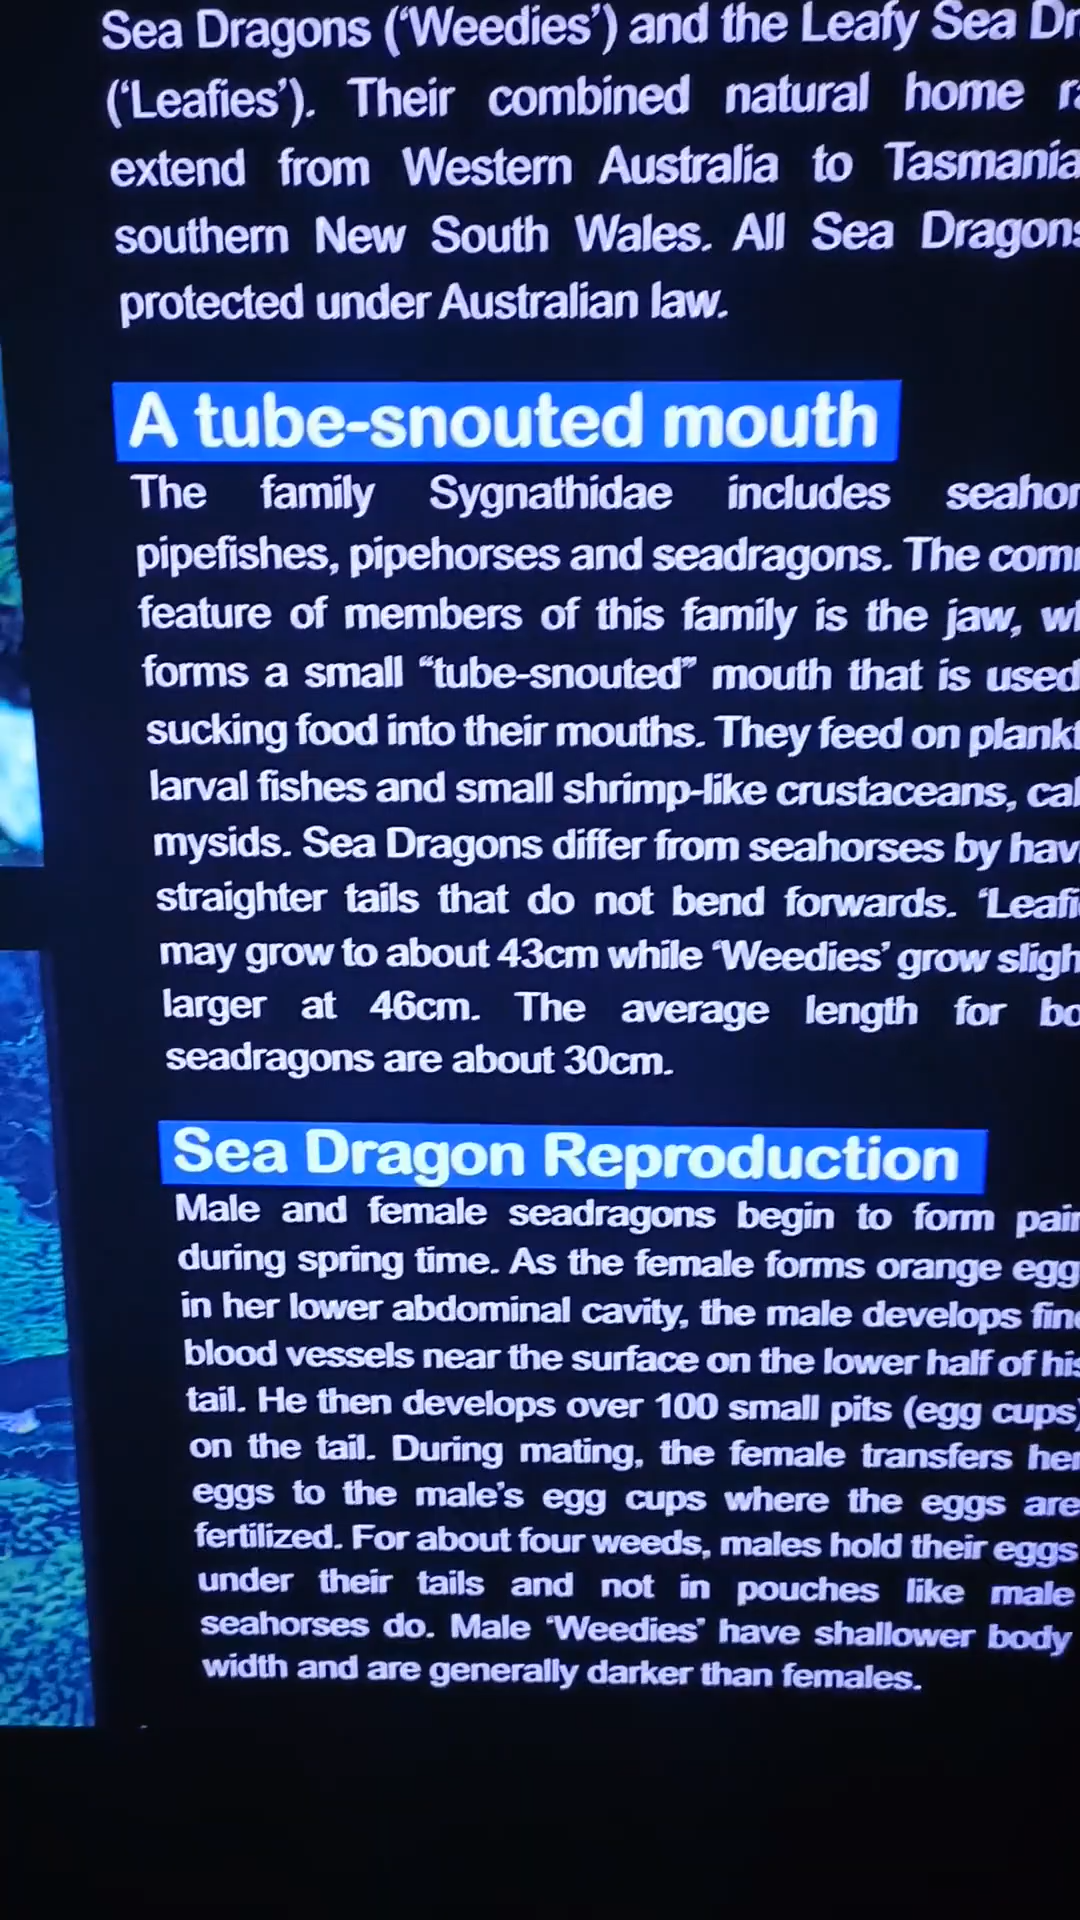 Sea Dragons (‘Weedies’) and the Leafy Sea
(‘Leafies’). Their combined natural home
extend from Western Australia to Tasmania
southern New South Wales. All Sea Dragons
protected under Australian law.
A tube-snouted mouth
The family Sygnathidae includes
pipefishes, pipehorses and seadragons. The
feature of members of this family is the jaw,
forms a small “tube-snouted” mouth that is used
sucking food into their mouths. They feed on
larval fishes and small shrimp-like crustaceans,
mysids. Sea Dragons differ from seahorses by
straighter tails that do not bend forwards.
may grow to about 43cm while ‘Weedies’ grow
larger at 46cm. The average length for
seadragons are about 30cm.
Sea Dragon Reproduction
Male and female seadragons begin to form
during spring time. As the female forms orange
in her lower abdominal cavity, the male develops
blood vessels near the surface on the lower half of his
tail. He then develops over 100 small pits (egg cups)
on the tail. During mating, the female transfers her
eggs to the male’s egg cups where the eggs are
fertilized. For about four weeds, males hold their eggs
under their tails and not in pouches like male
seahorses do. Male ‘Weedies’ have shallower body
width and are generally darker than females.